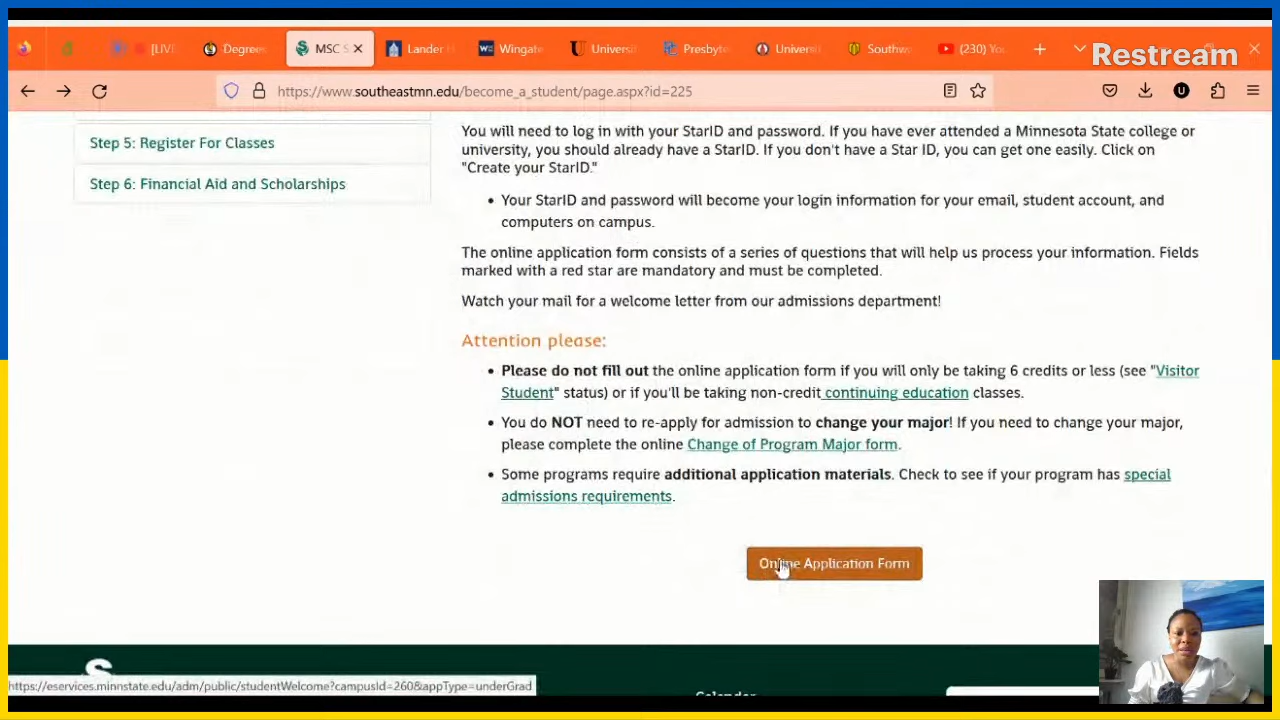 [LIVE
Degrees
MSC S
Lander
Wingate
Universi
Presbyte
Universi
Southw
(230) Yo
Restream
https://www.southeastmn.edu/become_a_student/page.aspx?id=225
Step 5: Register For Classes
Step 6: Financial Aid and Scholarships
You will need to log in with your StarID and password. If you have ever attended a Minnesota State college or
university, you should already have a StarID. If you don't have a Star ID, you can get one easily. Click on
"Create your StarID."
• Your StarID and password will become your login information for your email, student account, and
computers on campus.
The online application form consists of a series of questions that will help us process your information. Fields
marked with a red star are mandatory and must be completed.
Watch your mail for a welcome letter from our admissions department!
Attention please:
• Please do not fill out the online application form if you will only be taking 6 credits or less (see "Visitor
Student" status) or if you'll be taking non-credit continuing education classes.
• You do NOT need to re-apply for admission to change your major! If you need to change your major,
please complete the online Change of Program Major form.
• Some programs require additional application materials. Check to see if your program has special
admissions requirements.
Online Application Form
https://eservices.minnstate.edu/adm/public/studentWelcome?campusId=260&appType=underGrad
Calendar